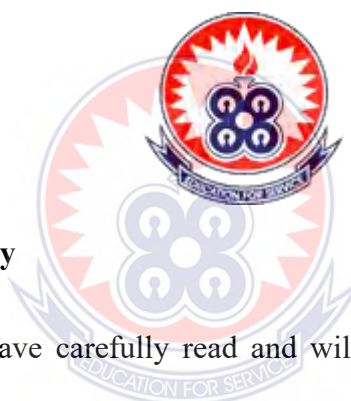 EDUCATION FOR SERVICE
y
ave carefully read and wil
EDUCATION FOR SERVICE